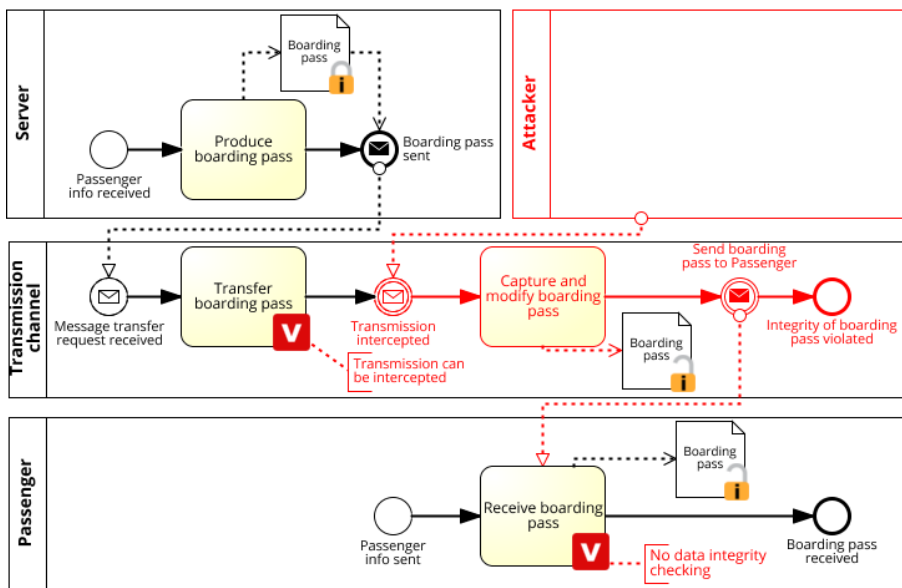 Server
Boarding
pass
i
Produce
boarding pass
Boarding pass
sent
Passenger
info received
Attacker
Transmission
channel
Message transfer
request received
Transfer
boarding pass
V
Transmission
intercepted
Transmission can
be intercepted
Capture and
modify boarding
pass
Boarding
pass
i
Send boarding
pass to Passenger
Integrity of boarding
pass violated
Passenger
Passenger
info sent
Receive boarding
pass
V
Boarding
pass
i
No data integrity
checking
Boarding pass
received